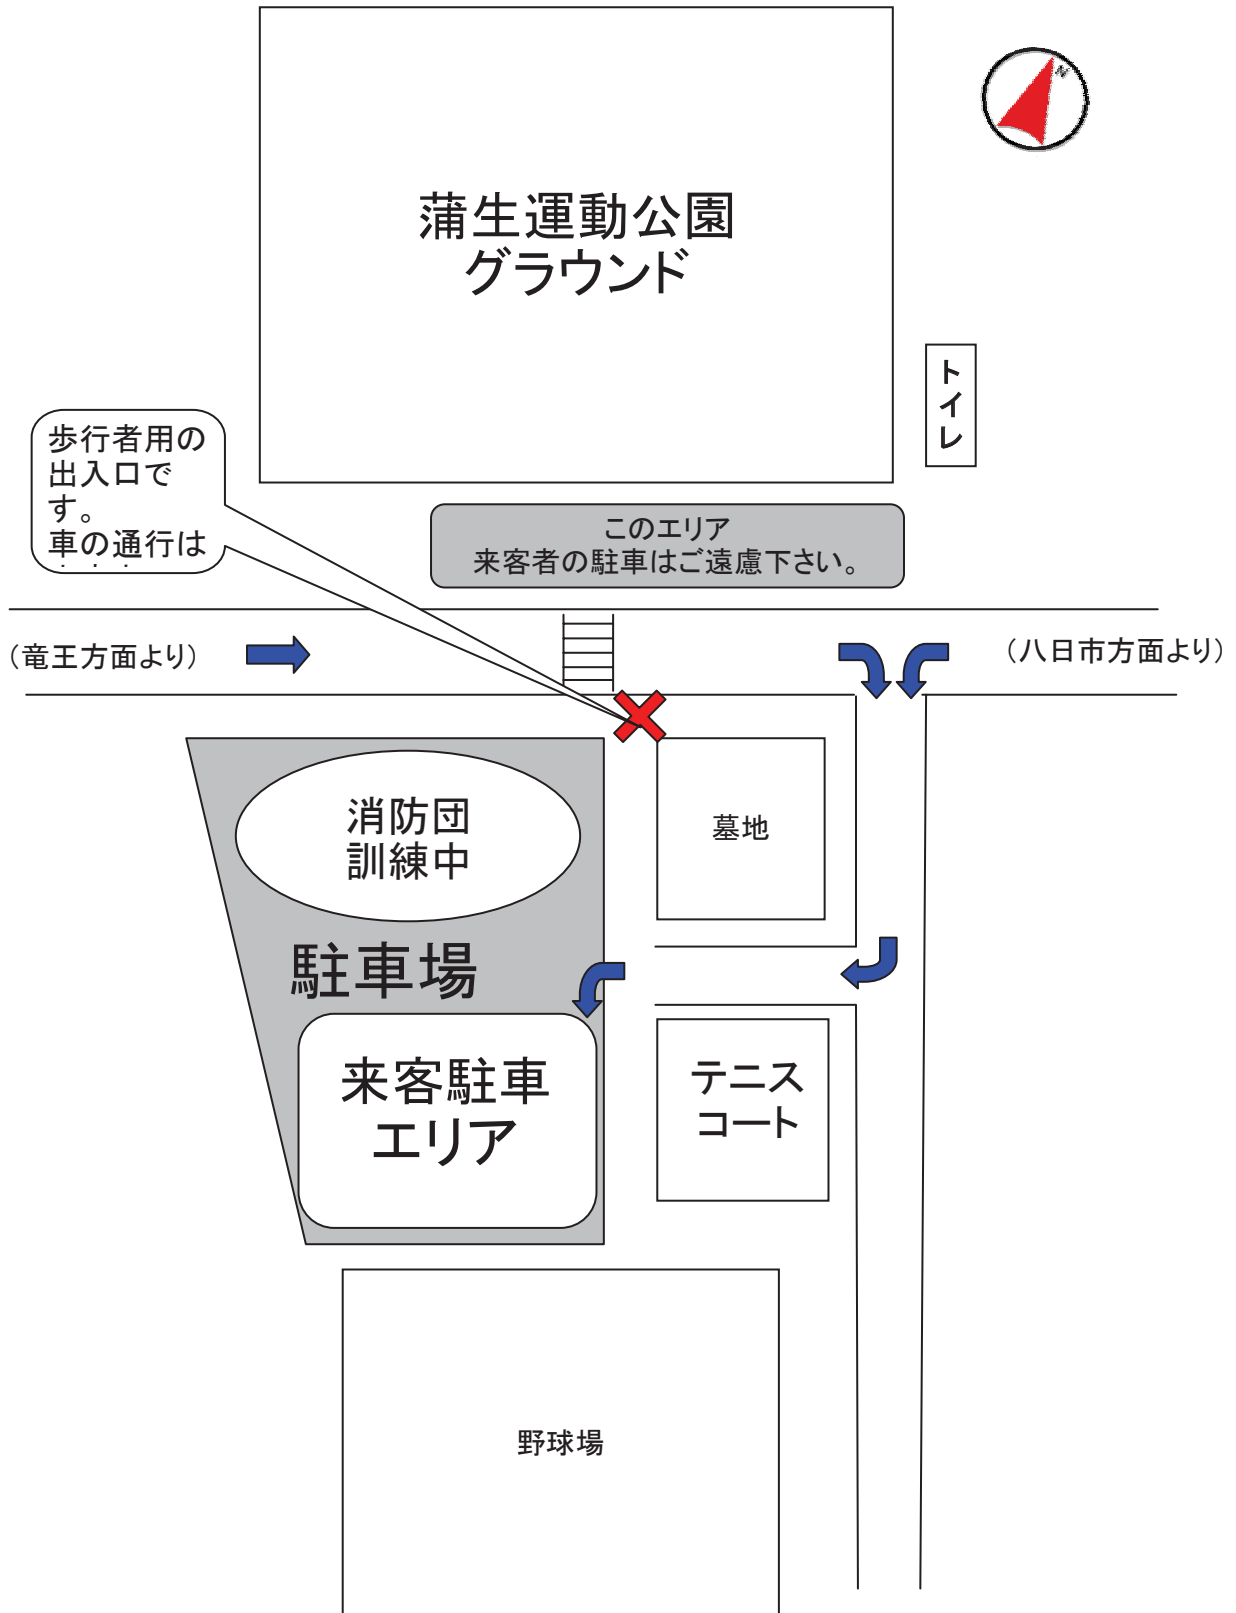 N
蒲生運動公園
グラウンド
トイレ
歩行者用の
出入口で
す。
車の通行は
このエリア
来客者の駐車はご遠慮下さい。
（竜王方面より）
（八日市方面より）
消防団
訓練中
墓地
駐車場
来客駐車
エリア
テニス
コート
野球場